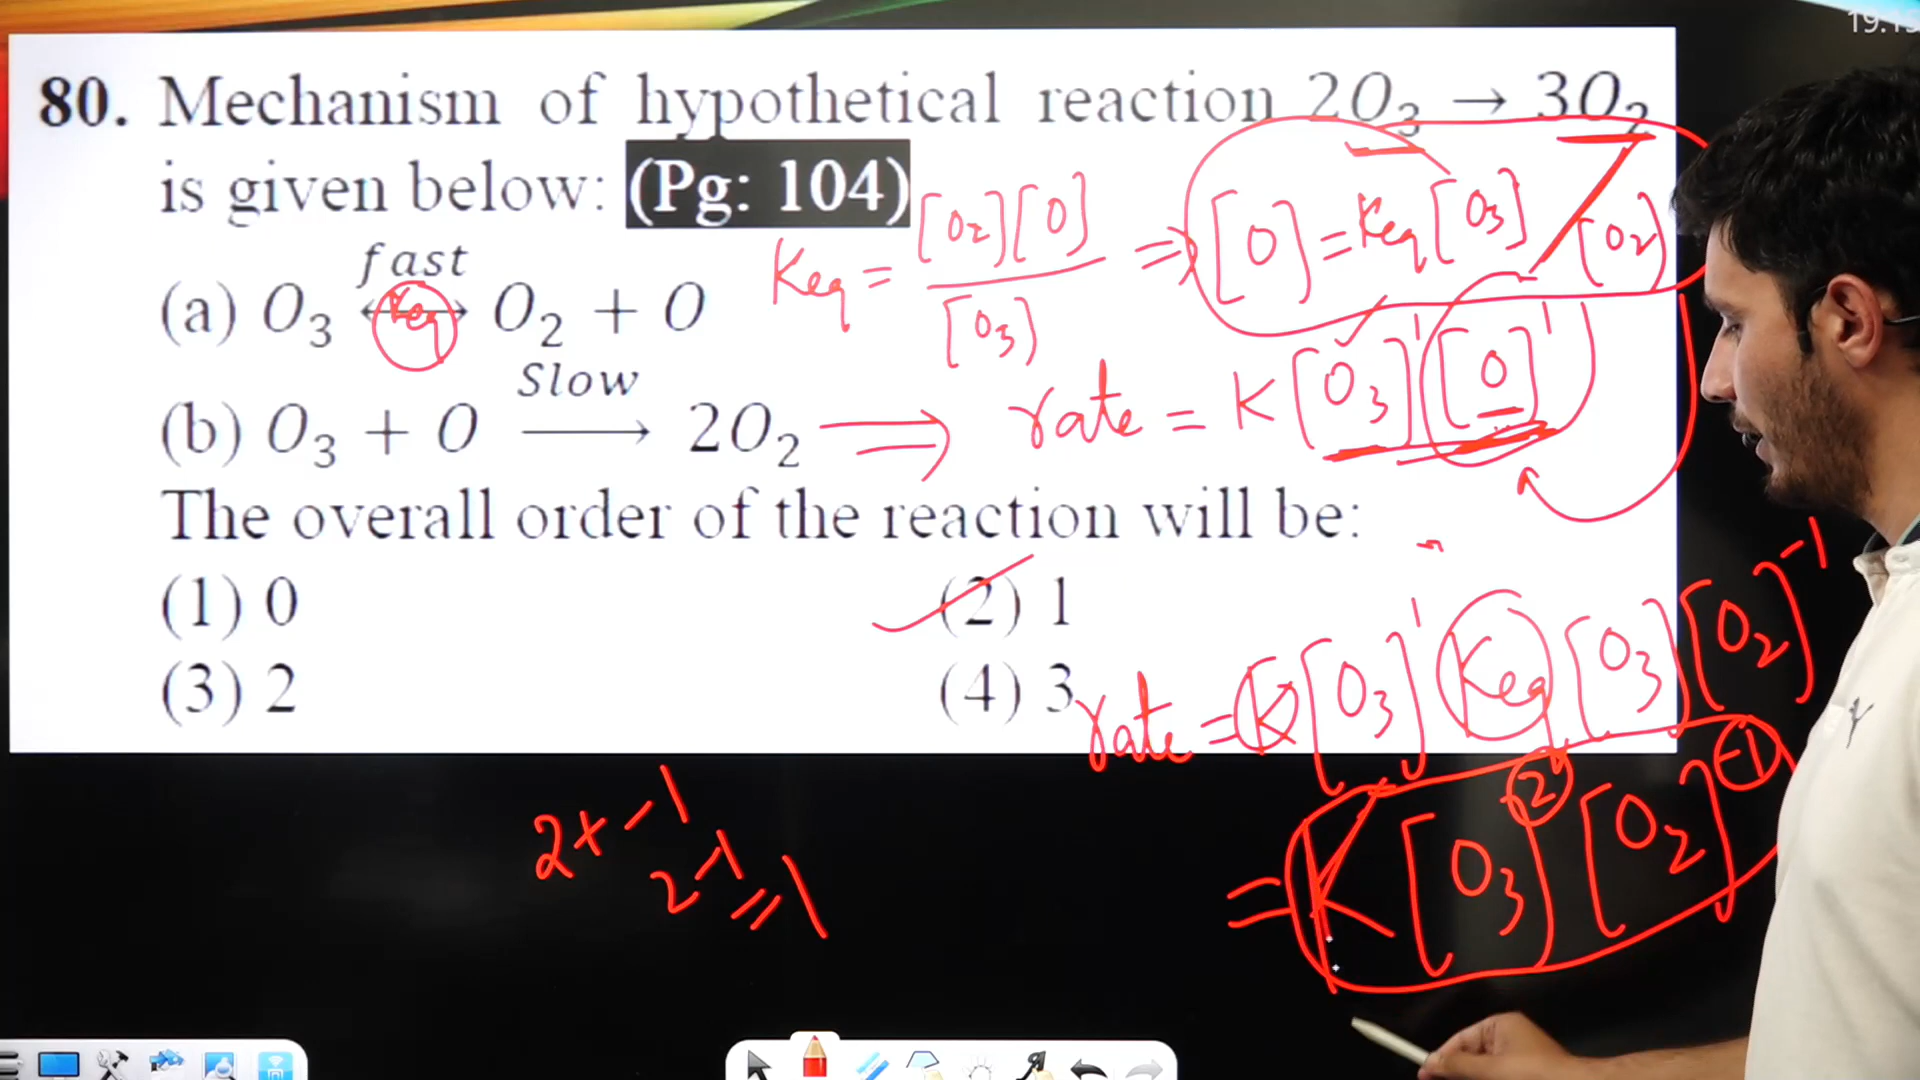 80. Mechanism of hypothetical reaction 2O₃ → 3O₂
is given below: (Pg: 104)
Keq = [O₂][O] / [O₃] ⇒ [O] = Keq [O₃] / [O₂]
fast
(a) O₃ ⟷ O₂ + O
Keq
Slow
(b) O₃ + O ⟶ 2O₂ ⟹ rate = K [O₃]¹ [O]¹
The overall order of the reaction will be:
(1) 0 (2) 1
(3) 2 (4) 3
rate = K [O₃]¹ Keq [O₃] [O₂]⁻¹
= K [O₃]² [O₂]⁻¹
2+ -1
2-1 = 1